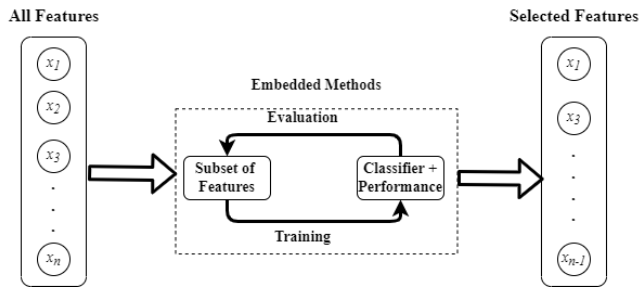 All Features
x1
x2
x3
xn
Embedded Methods
Evaluation
Subset of
Features
Classifier +
Performance
Training
Selected Features
x1
x3
xn-1